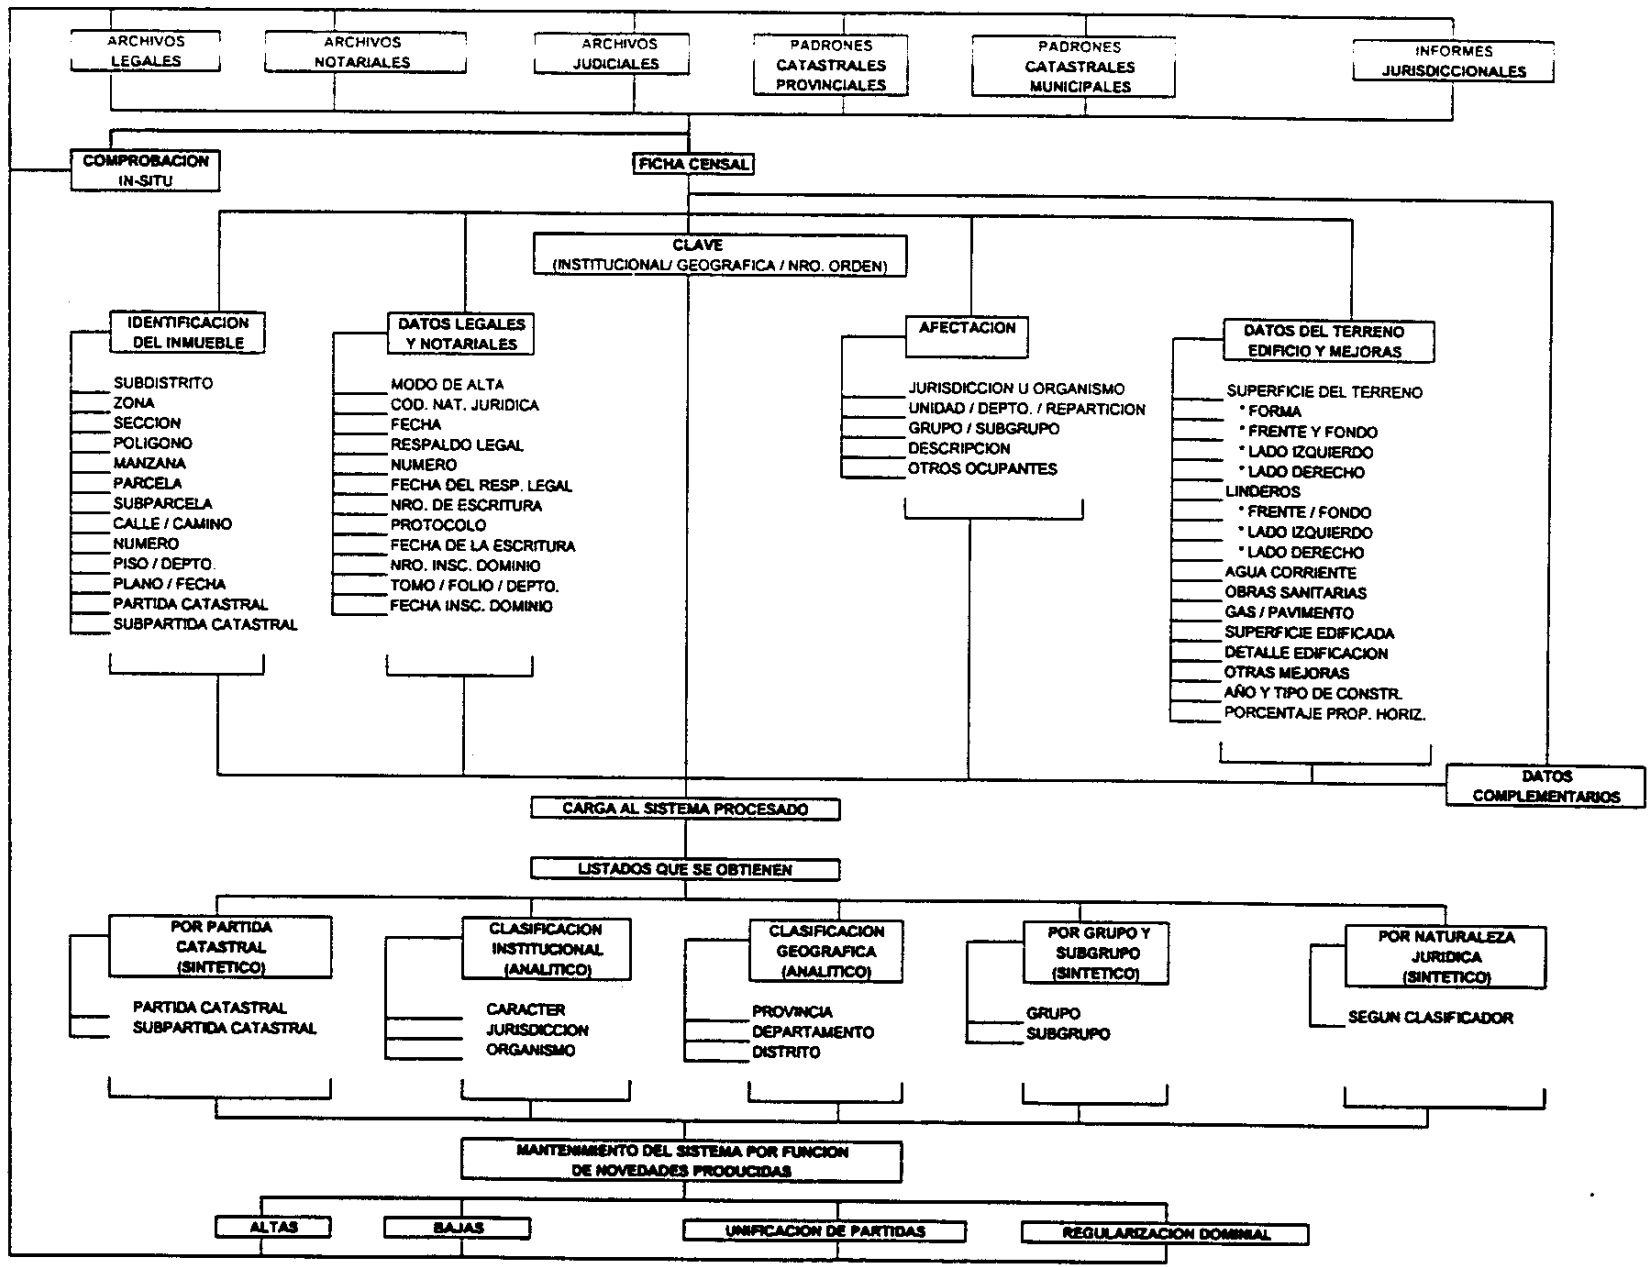 ARCHIVOS
LEGALES
ARCHIVOS
NOTARIALES
ARCHIVOS
JUDICIALES
PADRONES
CATASTRALES
PROVINCIALES
PADRONES
CATASTRALES
MUNICIPALES
INFORMES
JURISDICCIONALES
COMPROBACION
IN-SITU
FICHA CENSAL
CLAVE
(INSTITUCIONAL/ GEOGRAFICA / NRO. ORDEN)
IDENTIFICACION
DEL INMUEBLE
SUBDISTRITO
ZONA
SECCION
POLIGONO
MANZANA
PARCELA
SUBPARCELA
CALLE / CAMINO
NUMERO
PISO / DEPTO.
PLANO / FECHA
PARTIDA CATASTRAL
SUBPARTIDA CATASTRAL
DATOS LEGALES
Y NOTARIALES
MODO DE ALTA
COD. NAT. JURIDICA
FECHA
RESPALDO LEGAL
NUMERO
FECHA DEL RESP. LEGAL
NRO. DE ESCRITURA
PROTOCOLO
FECHA DE LA ESCRITURA
NRO. INSC. DOMINIO
TOMO / FOLIO / DEPTO.
FECHA INSC. DOMINIO
AFECTACION
JURISDICCION U ORGANISMO
UNIDAD / DEPTO. / REPARTICION
GRUPO / SUBGRUPO
DESCRIPCION
OTROS OCUPANTES
DATOS DEL TERRENO
EDIFICIO Y MEJORAS
SUPERFICIE DEL TERRENO
* FORMA
* FRENTE Y FONDO
* LADO IZQUIERDO
* LADO DERECHO
LINDEROS
* FRENTE / FONDO
* LADO IZQUIERDO
* LADO DERECHO
AGUA CORRIENTE
OBRAS SANITARIAS
GAS / PAVIMENTO
SUPERFICIE EDIFICADA
DETALLE EDIFICACION
OTRAS MEJORAS
AÑO Y TIPO DE CONSTR.
PORCENTAJE PROP. HORIZ.
DATOS
COMPLEMENTARIOS
CARGA AL SISTEMA PROCESADO
LISTADOS QUE SE OBTIENEN
POR PARTIDA
CATASTRAL
(SINTETICO)
PARTIDA CATASTRAL
SUBPARTIDA CATASTRAL
CLASIFICACION
INSTITUCIONAL
(ANALITICO)
CARACTER
JURISDICCION
ORGANISMO
CLASIFICACION
GEOGRAFICA
(ANALITICO)
PROVINCIA
DEPARTAMENTO
DISTRITO
POR GRUPO Y
SUBGRUPO
(SINTETICO)
GRUPO
SUBGRUPO
POR NATURALEZA
JURIDICA
(SINTETICO)
SEGUN CLASIFICADOR
MANTENIMIENTO DEL SISTEMA POR FUNCION
DE NOVEDADES PRODUCIDAS
ALTAS
BAJAS
UNIFICACION DE PARTIDAS
REGULARIZACION DOMINIAL